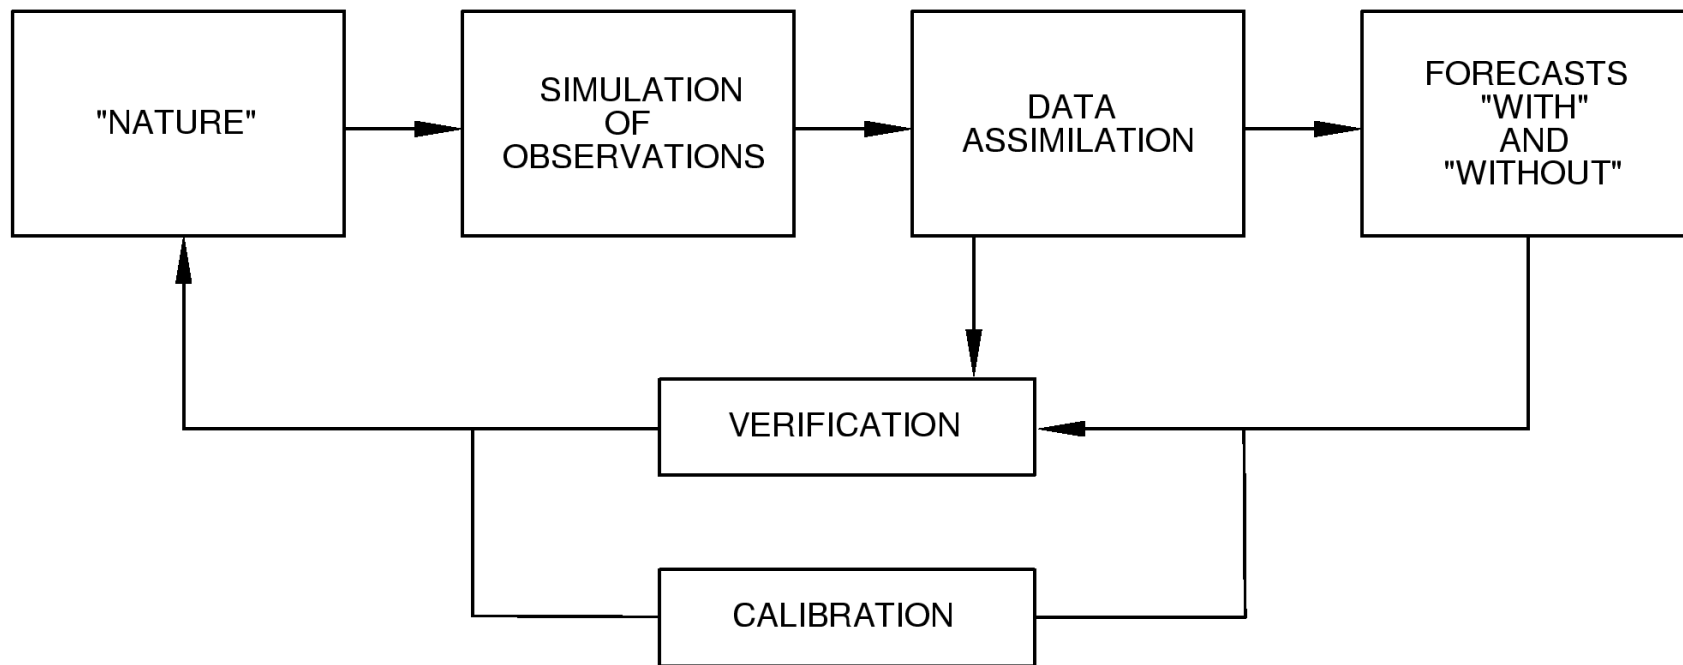 "NATURE"
SIMULATION
OF
OBSERVATIONS
DATA
ASSIMILATION
FORECASTS
"WITH"
AND
"WITHOUT"
VERIFICATION
CALIBRATION